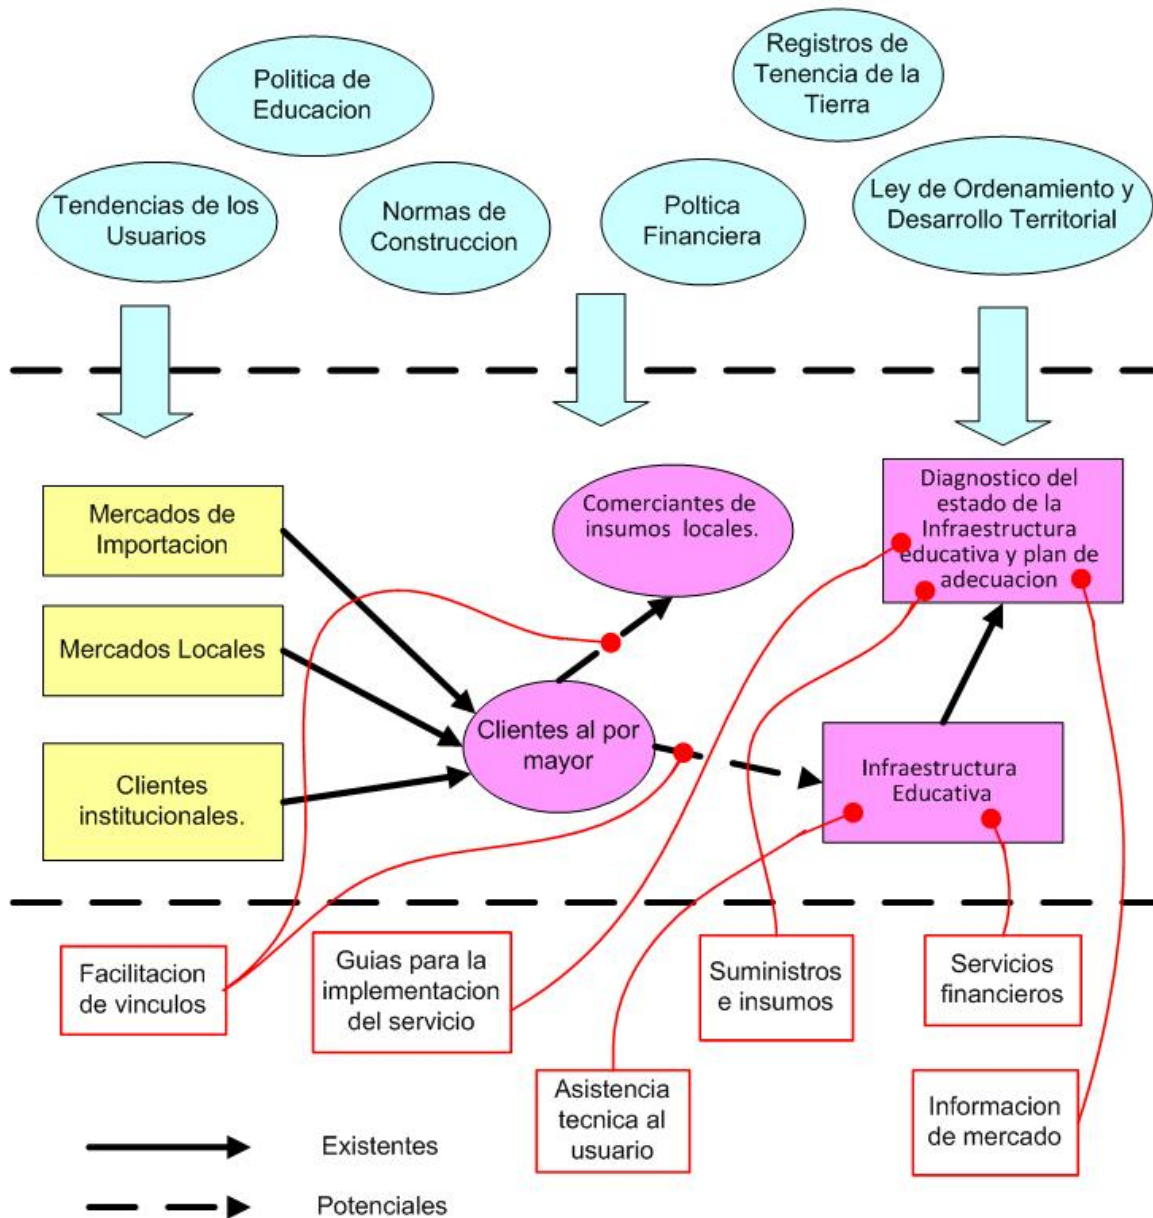 Politica de
Educacion
Registros de
Tenencia de la
Tierra
Tendencias de los
Usuarios
Normas de
Construccion
Poltica
Financiera
Ley de Ordenamiento y
Desarrollo Territorial
Mercados de
Importacion
Comerciantes de
insumos locales.
Diagnostico del
estado de la
Infraestructura
educativa y plan de
adecuacion
Mercados Locales
Clientes al por
mayor
Clientes
institucionales.
Infraestructura
Educativa
Facilitacion
de vinculos
Guias para la
implementacion
del servicio
Suministros
e insumos
Servicios
financieros
Asistencia
tecnica al
usuario
Informacion
de mercado
Existentes
Potenciales